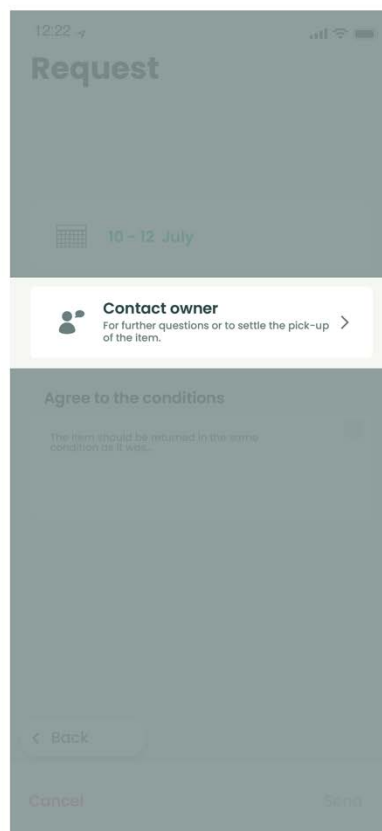 12:22
Request
10 – 12 July
Contact owner
For further questions or to settle the pick-up
of the item.
Agree to the conditions
The item should be returned in the same
condition as it was...
Back
Cancel
Send